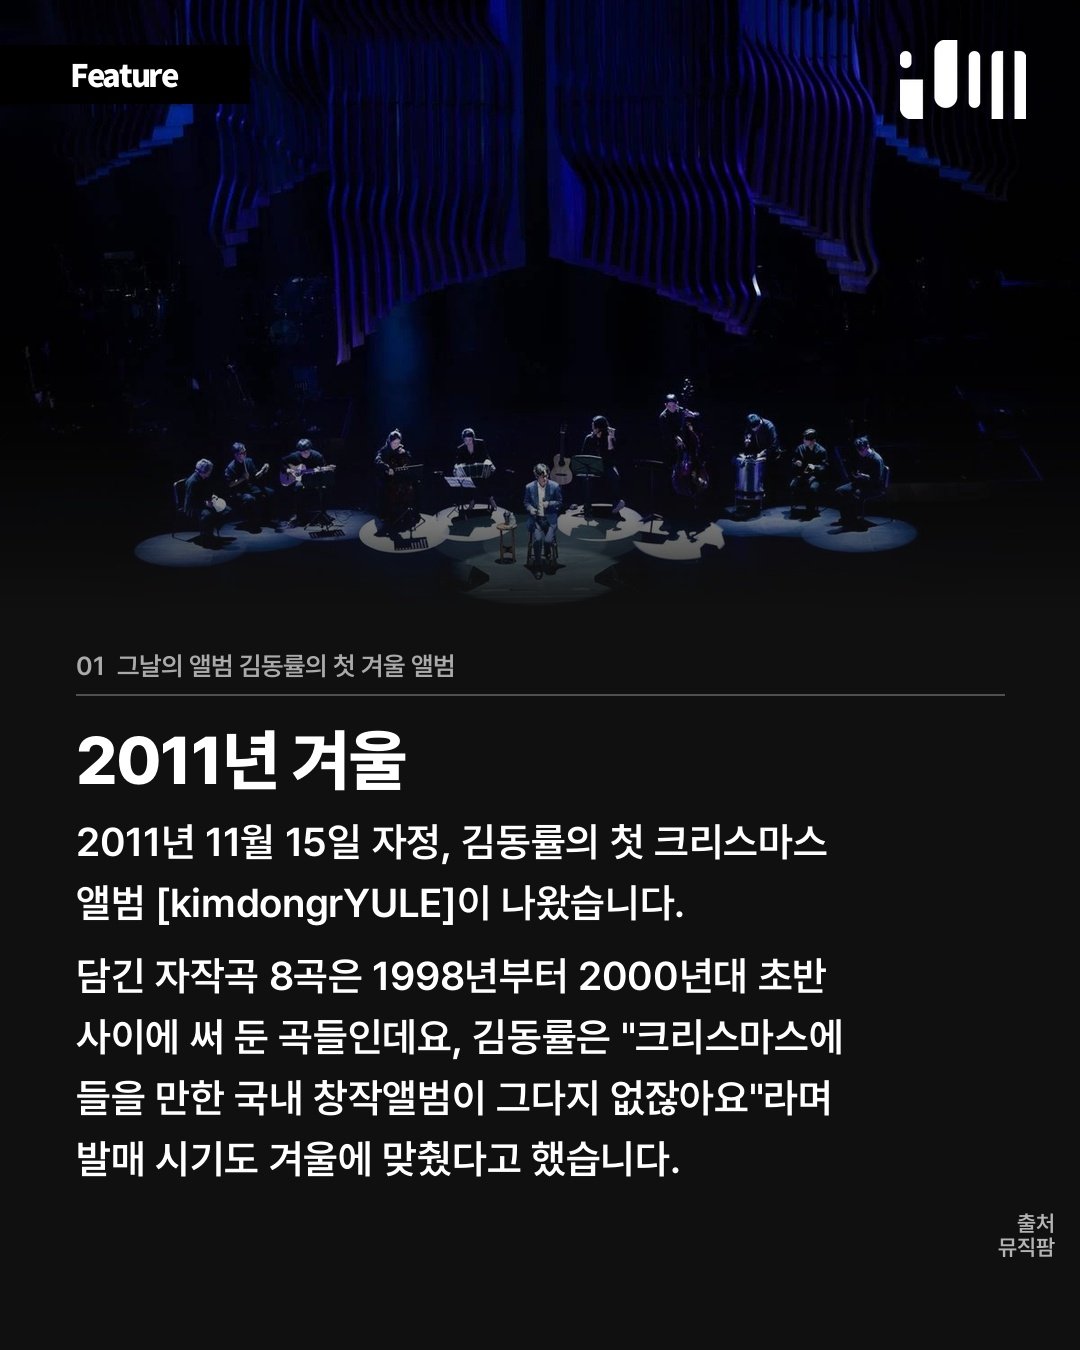 Feature
01 그날의 앨범 김동률의 첫 겨울 앨범
2011년 겨울
2011년 11월 15일 자정, 김동률의 첫 크리스마스
앨범 [kimdongrYULE]이 나왔습니다.
담긴 자작곡 8곡은 1998년부터 2000년대 초반
사이에 써 둔 곡들인데요, 김동률은 "크리스마스에
들을 만한 국내 창작앨범이 그다지 없잖아요"라며
발매 시기도 겨울에 맞췄다고 했습니다.
출처
뮤직팜